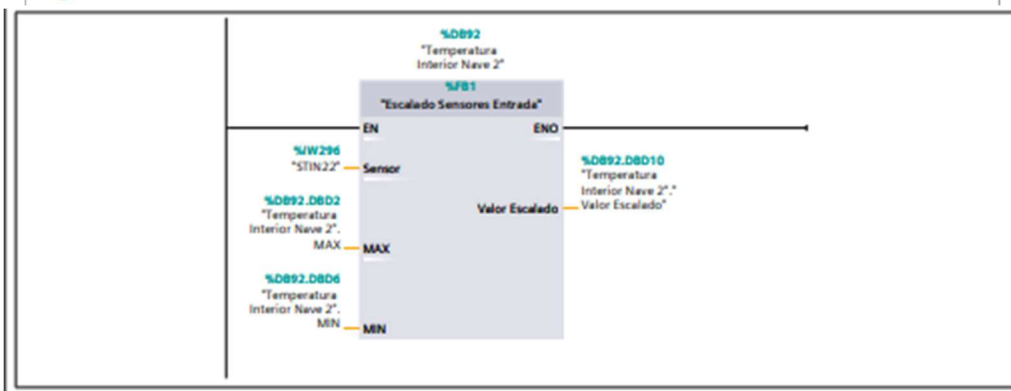 %DB92
"Temperatura
Interior Nave 2"
%FB1
"Escalado Sensores Entrada"
EN
ENO
%IW296
"STIN22"
Sensor
%DB92.DBD10
"Temperatura
Interior Nave 2"."
Valor Escalado"
Valor Escalado
%DB92.DBD2
"Temperatura
Interior Nave 2".
MAX
MAX
%DB92.DBD6
"Temperatura
Interior Nave 2".
MIN
MIN